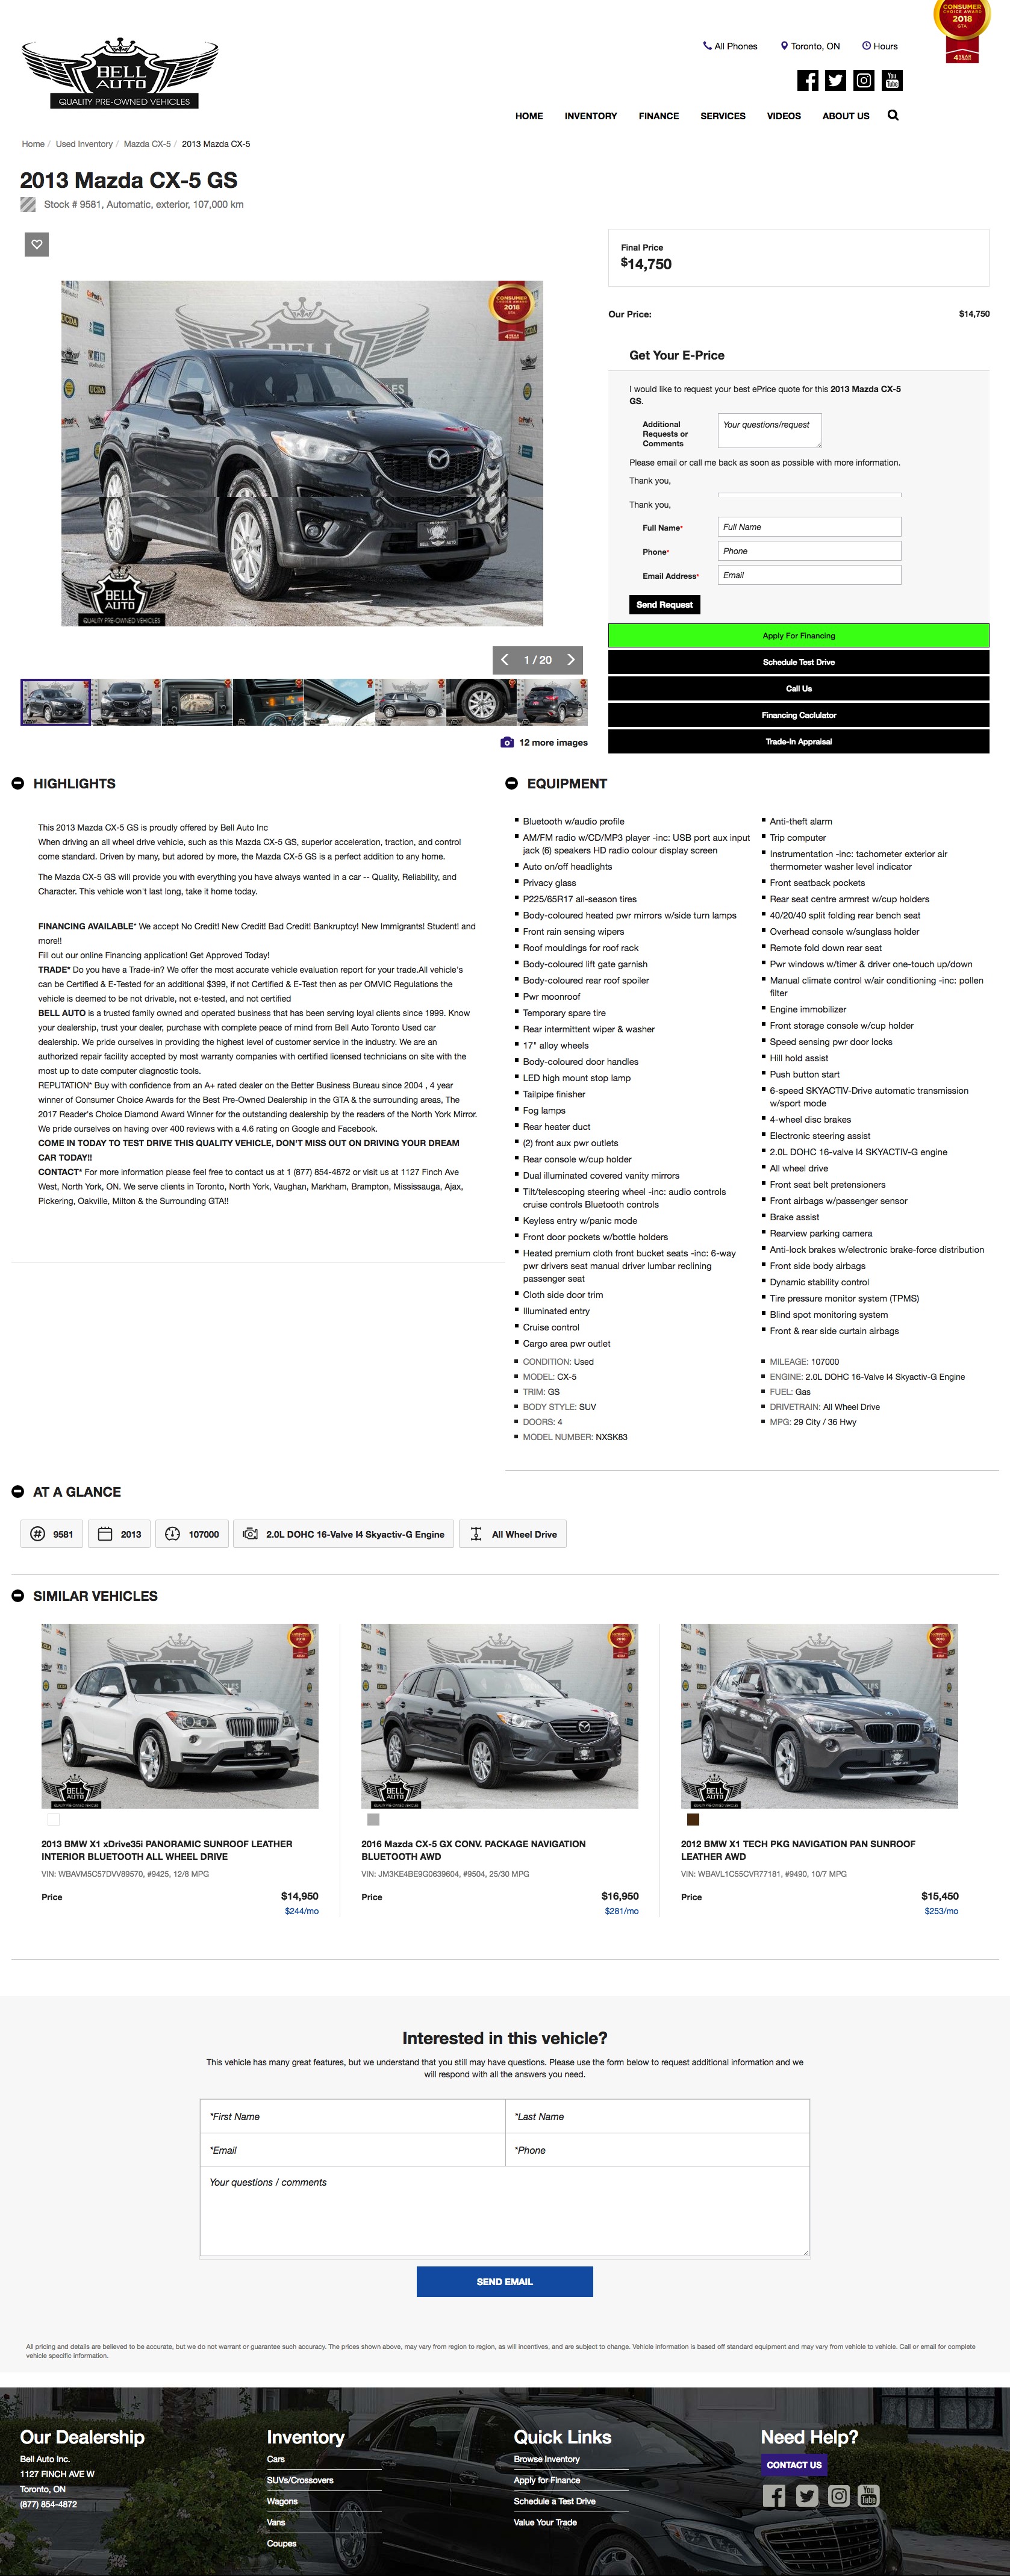 CONSUMER
CHOICE AWARD
2018
GTA
4 YEAR
All Phones
Toronto, ON
Hours
BELL
AUTO
QUALITY PRE-OWNED VEHICLES
You
Tube
HOME
INVENTORY
FINANCE
SERVICES
VIDEOS
ABOUT US
Home / Used Inventory / Mazda CX-5 / 2013 Mazda CX-5
2013 Mazda CX-5 GS
Stock # 9581, Automatic, exterior, 107,000 km
CONSUMER
CHOICE AWARD
2018
BELL
AUTO
QUALITY PRE-OWNED VEHICLES
1 / 20
12 more images
Final Price
$14,750
Our Price: $14,750
Get Your E-Price
I would like to request your best ePrice quote for this 2013 Mazda CX-5
GS.
Additional
Requests or
Comments
Your questions/request
Please email or call me back as soon as possible with more information.
Thank you,
Thank you,
Full Name* Full Name
Phone* Phone
Email Address* Email
Send Request
Apply For Financing
Schedule Test Drive
Call Us
Financing Caclulator
Trade-In Appraisal
HIGHLIGHTS
This 2013 Mazda CX-5 GS is proudly offered by Bell Auto Inc
When driving an all wheel drive vehicle, such as this Mazda CX-5 GS, superior acceleration, traction, and control
come standard. Driven by many, but adored by more, the Mazda CX-5 GS is a perfect addition to any home.
The Mazda CX-5 GS will provide you with everything you have always wanted in a car -- Quality, Reliability, and
Character. This vehicle won't last long, take it home today.
FINANCING AVAILABLE* We accept No Credit! New Credit! Bad Credit! Bankruptcy! New Immigrants! Student! and
more!!
Fill out our online Financing application! Get Approved Today!
TRADE* Do you have a Trade-in? We offer the most accurate vehicle evaluation report for your trade.All vehicle's
can be Certified & E-Tested for an additional $399, if not Certified & E-Test then as per OMVIC Regulations the
vehicle is deemed to be not drivable, not e-tested, and not certified
BELL AUTO is a trusted family owned and operated business that has been serving loyal clients since 1999. Know
your dealership, trust your dealer, purchase with complete peace of mind from Bell Auto Toronto Used car
dealership. We pride ourselves in providing the highest level of customer service in the industry. We are an
authorized repair facility accepted by most warranty companies with certified licensed technicians on site with the
most up to date computer diagnostic tools.
REPUTATION* Buy with confidence from an A+ rated dealer on the Better Business Bureau since 2004 , 4 year
winner of Consumer Choice Awards for the Best Pre-Owned Dealership in the GTA & the surrounding areas, The
2017 Reader's Choice Diamond Award Winner for the outstanding dealership by the readers of the North York Mirror.
We pride ourselves on having over 400 reviews with a 4.6 rating on Google and Facebook.
COME IN TODAY TO TEST DRIVE THIS QUALITY VEHICLE, DON'T MISS OUT ON DRIVING YOUR DREAM
CAR TODAY!!
CONTACT* For more information please feel free to contact us at 1 (877) 854-4872 or visit us at 1127 Finch Ave
West, North York, ON. We serve clients in Toronto, North York, Vaughan, Markham, Brampton, Mississauga, Ajax,
Pickering, Oakville, Milton & the Surrounding GTA!!
EQUIPMENT
Bluetooth w/audio profile
AM/FM radio w/CD/MP3 player -inc: USB port aux input
jack (6) speakers HD radio colour display screen
Auto on/off headlights
Privacy glass
P225/65R17 all-season tires
Body-coloured heated pwr mirrors w/side turn lamps
Front rain sensing wipers
Roof mouldings for roof rack
Body-coloured lift gate garnish
Body-coloured rear roof spoiler
Pwr moonroof
Temporary spare tire
Rear intermittent wiper & washer
17" alloy wheels
Body-coloured door handles
LED high mount stop lamp
Tailpipe finisher
Fog lamps
Rear heater duct
(2) front aux pwr outlets
Rear console w/cup holder
Dual illuminated covered vanity mirrors
Tilt/telescoping steering wheel -inc: audio controls
cruise controls Bluetooth controls
Keyless entry w/panic mode
Front door pockets w/bottle holders
Heated premium cloth front bucket seats -inc: 6-way
pwr drivers seat manual driver lumbar reclining
passenger seat
Cloth side door trim
Illuminated entry
Cruise control
Cargo area pwr outlet
Anti-theft alarm
Trip computer
Instrumentation -inc: tachometer exterior air
thermometer washer level indicator
Front seatback pockets
Rear seat centre armrest w/cup holders
40/20/40 split folding rear bench seat
Overhead console w/sunglass holder
Remote fold down rear seat
Pwr windows w/timer & driver one-touch up/down
Manual climate control w/air conditioning -inc: pollen
filter
Engine immobilizer
Front storage console w/cup holder
Speed sensing pwr door locks
Hill hold assist
Push button start
6-speed SKYACTIV-Drive automatic transmission
w/sport mode
4-wheel disc brakes
Electronic steering assist
2.0L DOHC 16-valve I4 SKYACTIV-G engine
All wheel drive
Front seat belt pretensioners
Front airbags w/passenger sensor
Brake assist
Rearview parking camera
Anti-lock brakes w/electronic brake-force distribution
Front side body airbags
Dynamic stability control
Tire pressure monitor system (TPMS)
Blind spot monitoring system
Front & rear side curtain airbags
CONDITION: Used
MODEL: CX-5
TRIM: GS
BODY STYLE: SUV
DOORS: 4
MODEL NUMBER: NXSK83
MILEAGE: 107000
ENGINE: 2.0L DOHC 16-Valve I4 Skyactiv-G Engine
FUEL: Gas
DRIVETRAIN: All Wheel Drive
MPG: 29 City / 36 Hwy
AT A GLANCE
# 9581
2013
107000
2.0L DOHC 16-Valve I4 Skyactiv-G Engine
All Wheel Drive
SIMILAR VEHICLES
BELL
AUTO
BELL
AUTO
BELL
AUTO
2013 BMW X1 xDrive35i PANORAMIC SUNROOF LEATHER
INTERIOR BLUETOOTH ALL WHEEL DRIVE
VIN: WBAVM5C57DVV89570, #9425, 12/8 MPG
Price $14,950
$244/mo
2016 Mazda CX-5 GX CONV. PACKAGE NAVIGATION
BLUETOOTH AWD
VIN: JM3KE4BE9G0639604, #9504, 25/30 MPG
Price $16,950
$281/mo
2012 BMW X1 TECH PKG NAVIGATION PAN SUNROOF
LEATHER AWD
VIN: WBAVL1C55CVR77181, #9490, 10/7 MPG
Price $15,450
$253/mo
Interested in this vehicle?
This vehicle has many great features, but we understand that you still may have questions. Please use the form below to request additional information and we
will respond with all the answers you need.
*First Name
*Last Name
*Email
*Phone
Your questions / comments
SEND EMAIL
All pricing and details are believed to be accurate, but we do not warrant or guarantee such accuracy. The prices shown above, may vary from region to region, as will incentives, and are subject to change. Vehicle information is based off standard equipment and may vary from vehicle to vehicle. Call or email for complete
vehicle specific information.
Our Dealership
Bell Auto Inc.
1127 FINCH AVE W
Toronto, ON
(877) 854-4872
Inventory
Cars
SUVs/Crossovers
Wagons
Vans
Coupes
Quick Links
Browse Inventory
Apply for Finance
Schedule a Test Drive
Value Your Trade
Need Help?
CONTACT US
You
Tube